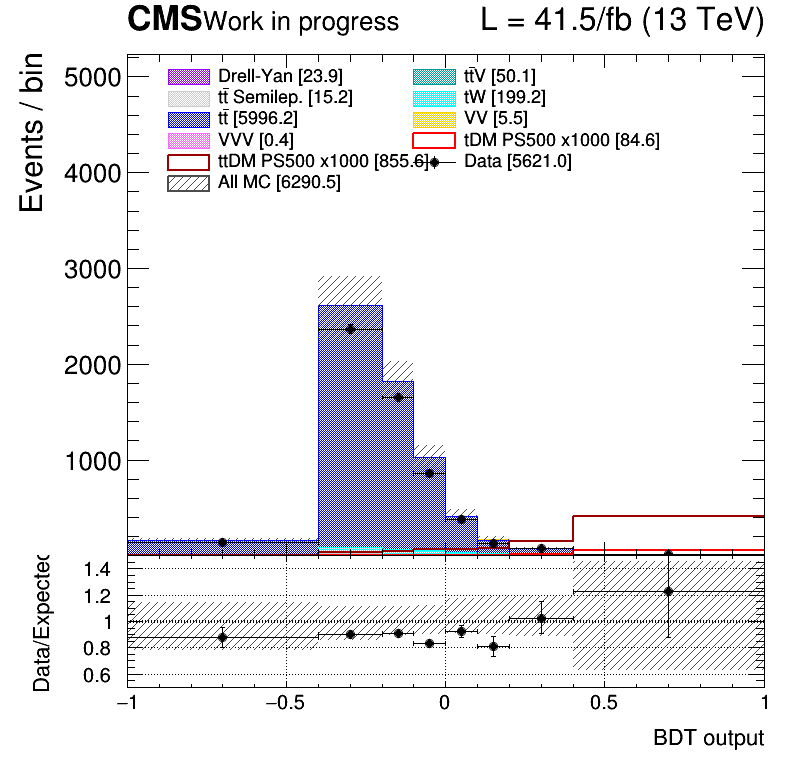 CMS Work in progress L = 41.5/fb (13 TeV)
Events / bin
5000
4000
3000
2000
1000
Drell-Yan [23.9] tt̄V [50.1]
tt̄ Semilep. [15.2] tW [199.2]
tt̄ [5996.2] VV [5.5]
VVV [0.4] tDM PS500 x1000 [84.6]
ttDM PS500 x1000 [855.6] Data [5621.0]
All MC [6290.5]
Data/Expected
1.4
1.2
1
0.8
0.6
−1 −0.5 0 0.5 1
BDT output